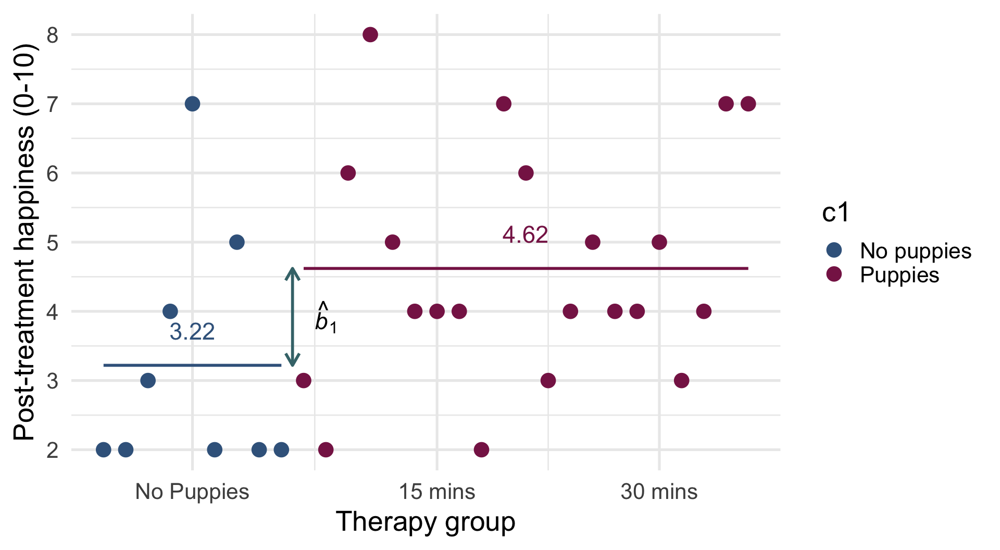 Post-treatment happiness (0-10)
8
7
6
5
4
3
2
4.62
3.22
b̂₁
No Puppies
15 mins
30 mins
Therapy group
c1
No puppies
Puppies